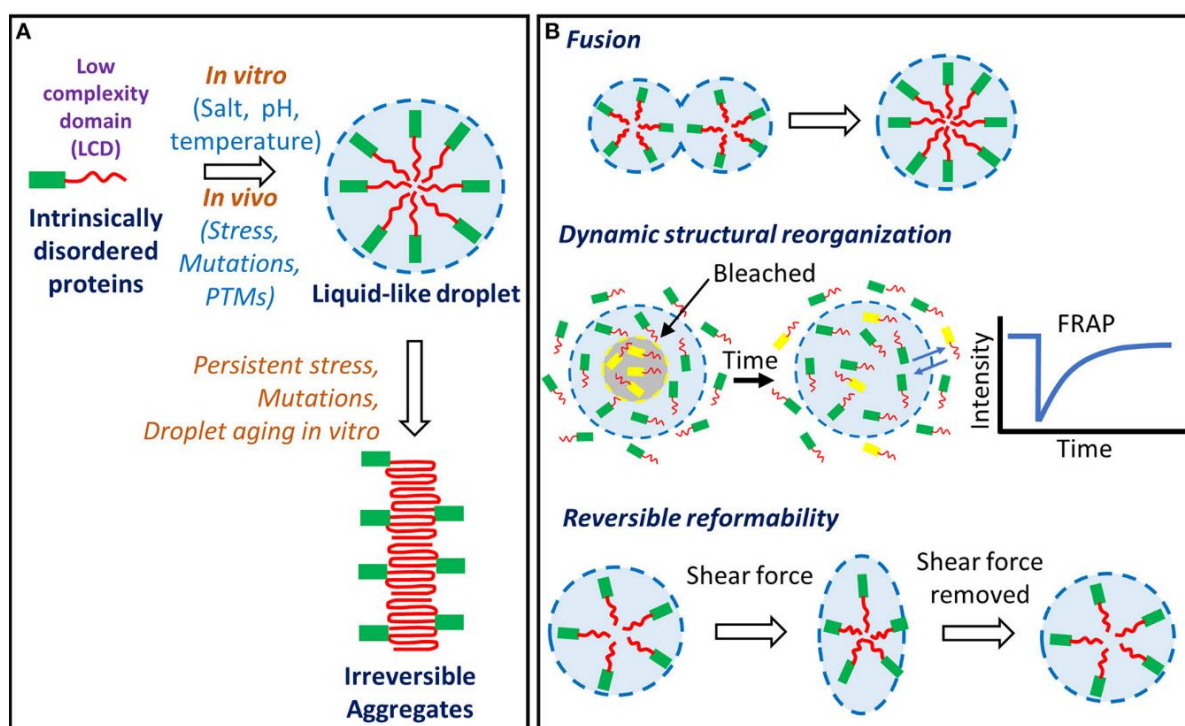 A
Low
complexity
domain
(LCD)
Intrinsically
disordered
proteins
In vitro
(Salt, pH,
temperature)
In vivo
(Stress,
Mutations,
PTMs)
Liquid-like droplet
Persistent stress,
Mutations,
Droplet aging in vitro
Irreversible
Aggregates
B
Fusion
Dynamic structural reorganization
Bleached
Time
FRAP
Intensity
Time
Reversible reformability
Shear force
Shear force
removed